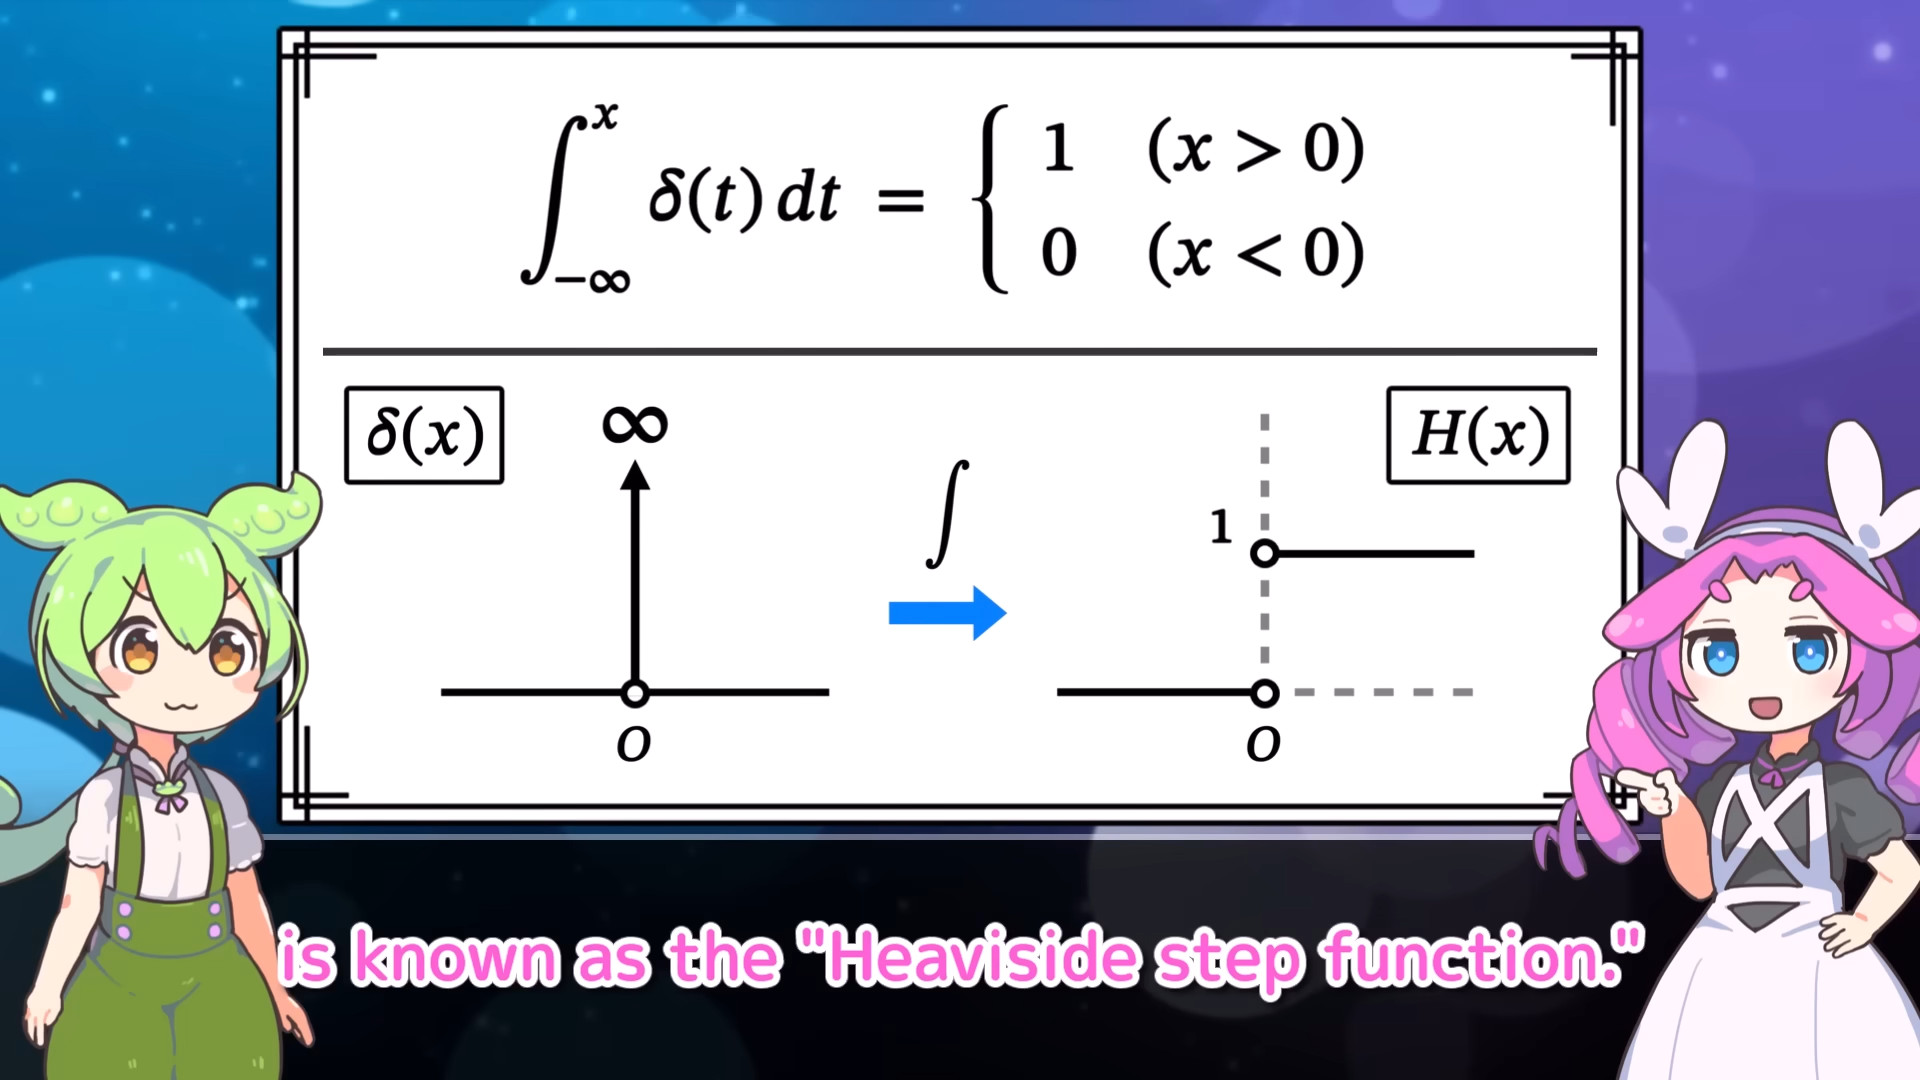 ∫_{-∞}^{x} δ(t) dt = { 1 (x > 0)
0 (x < 0)
δ(x) ∞ H(x)
∫ 1
O O
is known as the "Heaviside step function."